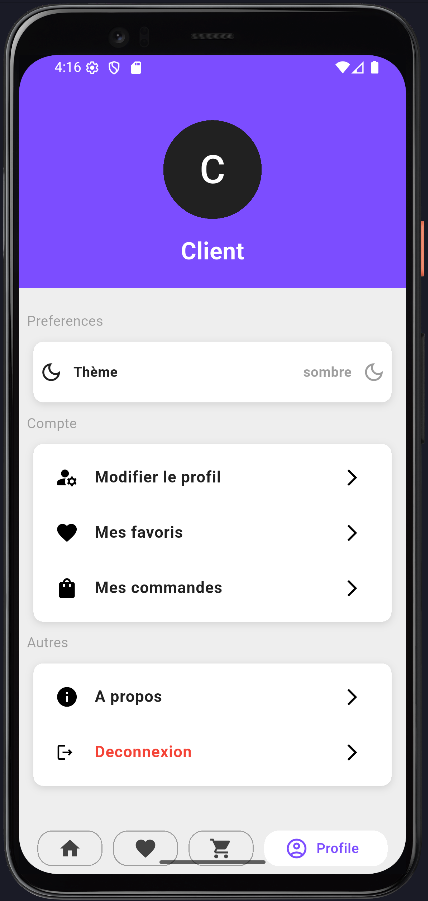 4:16
C
Client
Preferences
Thème
sombre
Compte
Modifier le profil
Mes favoris
Mes commandes
Autres
A propos
Deconnexion
Profile